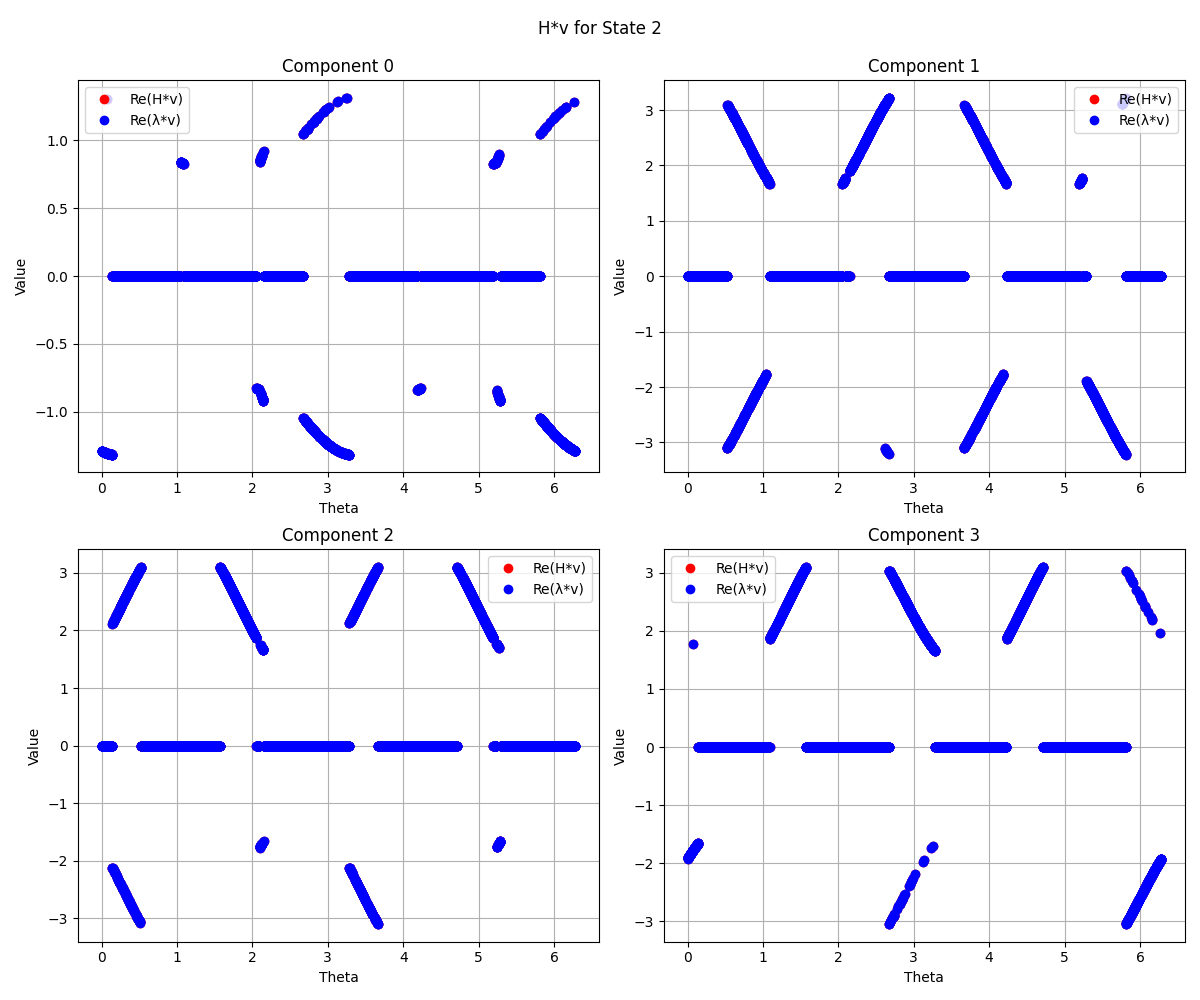 H*v for State 2
Component 0
Re(H*v)
Re(λ*v)
1.0
0.5
0.0
−0.5
−1.0
Value
0 1 2 3 4 5 6
Theta
Component 1
Re(H*v)
Re(λ*v)
3
2
1
0
−1
−2
−3
Value
0 1 2 3 4 5 6
Theta
Component 2
Re(H*v)
Re(λ*v)
3
2
1
0
−1
−2
−3
Value
0 1 2 3 4 5 6
Theta
Component 3
Re(H*v)
Re(λ*v)
3
2
1
0
−1
−2
−3
Value
0 1 2 3 4 5 6
Theta